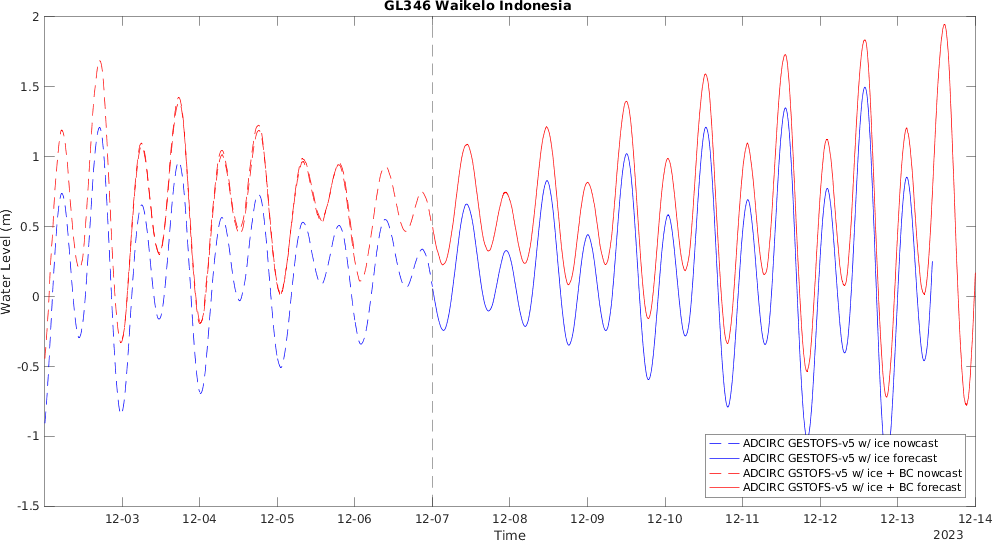 GL346 Waikelo Indonesia
2
1.5
1
0.5
0
-0.5
-1
-1.5
Water Level (m)
ADCIRC GESTOFS-v5 w/ ice nowcast
ADCIRC GESTOFS-v5 w/ ice forecast
ADCIRC GSTOFS-v5 w/ ice + BC nowcast
ADCIRC GSTOFS-v5 w/ ice + BC forecast
12-03 12-04 12-05 12-06 12-07 12-08 12-09 12-10 12-11 12-12 12-13 12-14
Time
2023